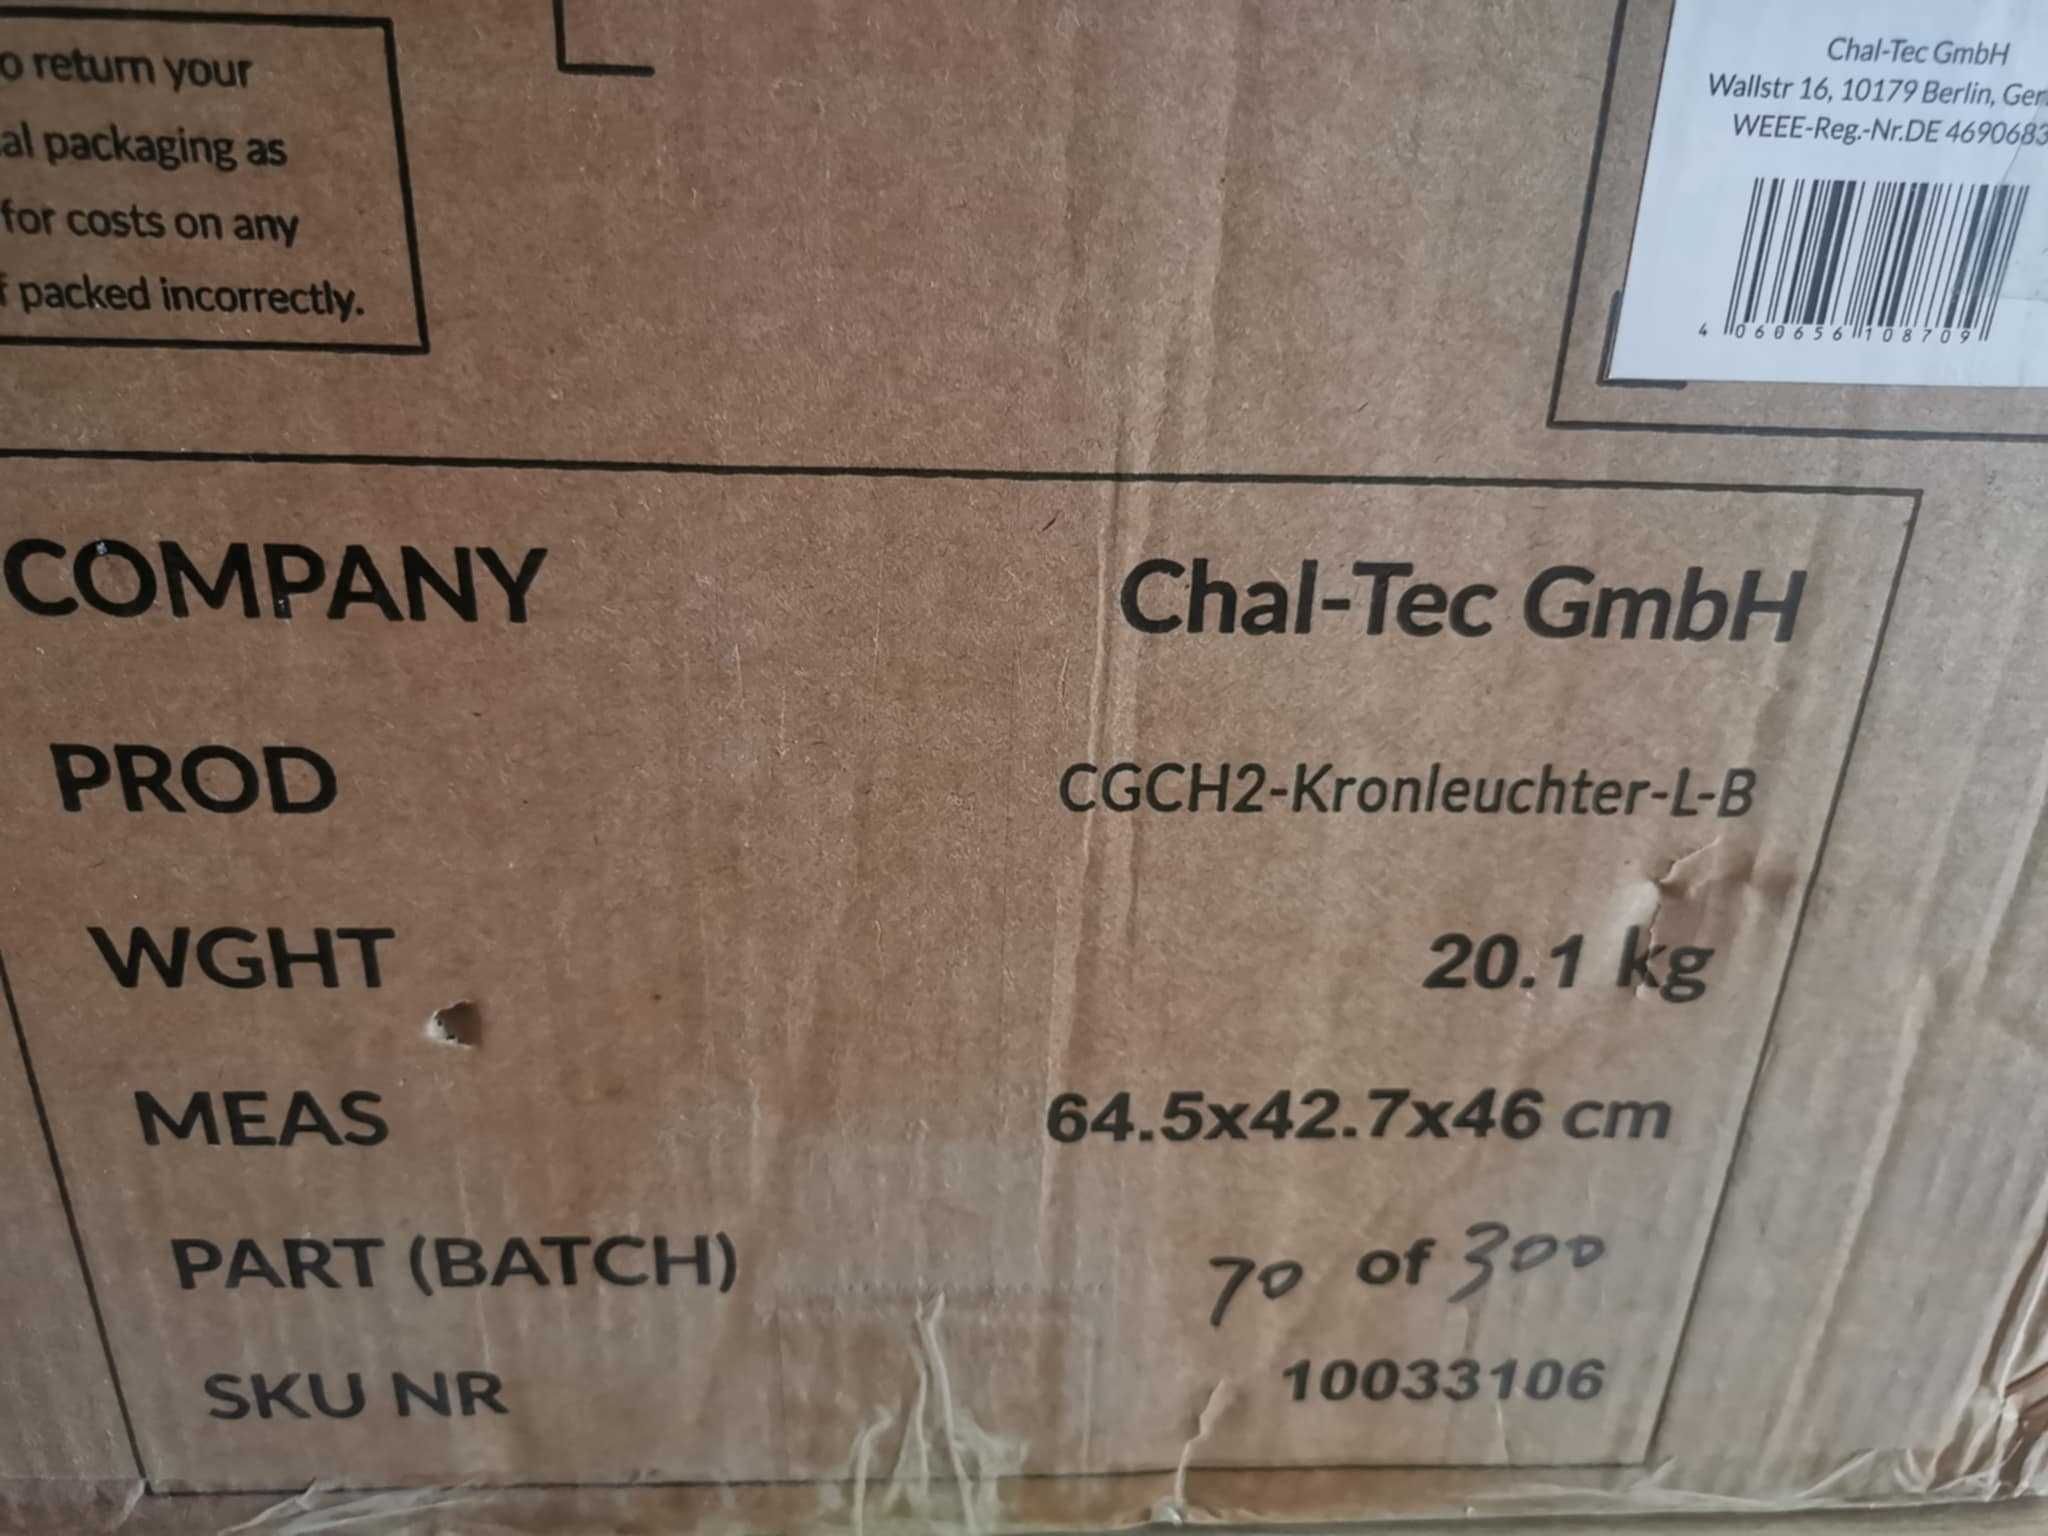 o return your
al packaging as
for costs on any
f packed incorrectly.
Chal-Tec GmbH
Wallstr 16, 10179 Berlin, Ger
WEEE-Reg.-Nr.DE 4690683
4 060656 108709
COMPANY Chal-Tec GmbH
PROD CGCH2-Kronleuchter-L-B
WGHT 20.1 kg
MEAS 64.5x42.7x46 cm
PART (BATCH) 70 of 300
SKU NR 10033106